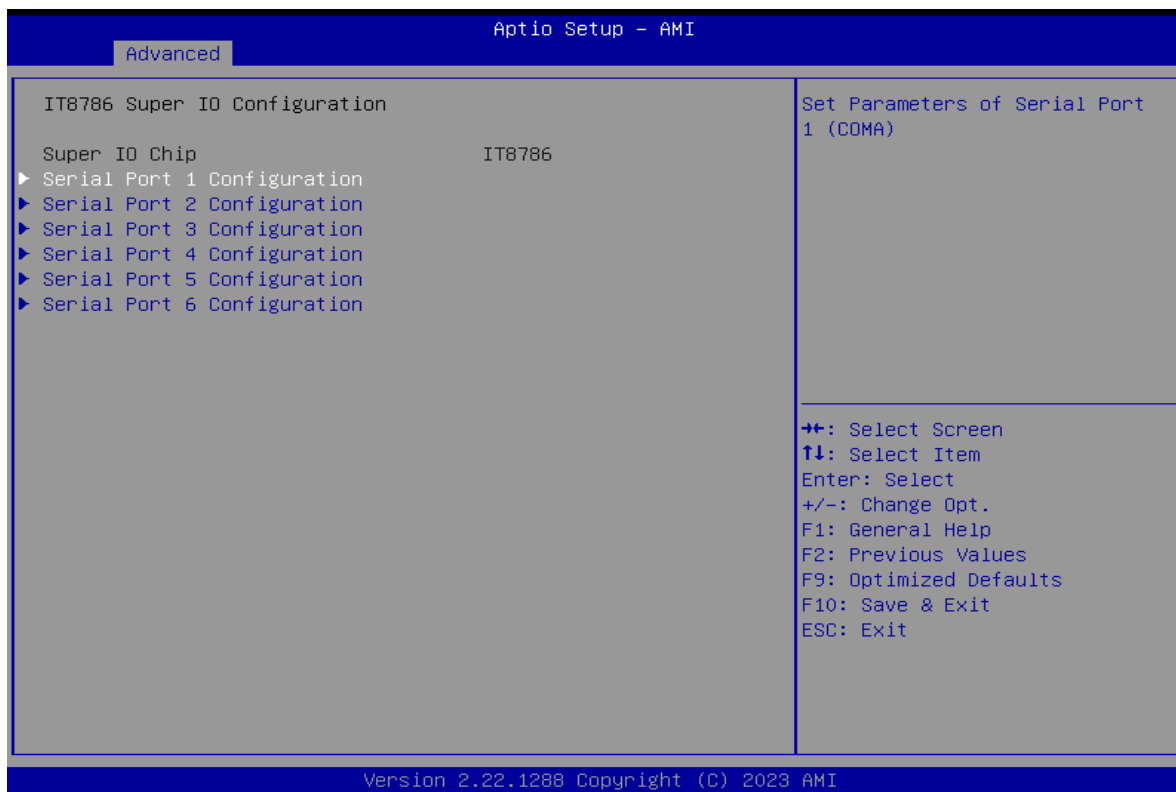 Aptio Setup – AMI
Advanced
IT8786 Super IO Configuration
Super IO Chip IT8786
▶ Serial Port 1 Configuration
▶ Serial Port 2 Configuration
▶ Serial Port 3 Configuration
▶ Serial Port 4 Configuration
▶ Serial Port 5 Configuration
▶ Serial Port 6 Configuration
Set Parameters of Serial Port
1 (COMA)
→←: Select Screen
↑↓: Select Item
Enter: Select
+/-: Change Opt.
F1: General Help
F2: Previous Values
F9: Optimized Defaults
F10: Save & Exit
ESC: Exit
Version 2.22.1288 Copyright (C) 2023 AMI